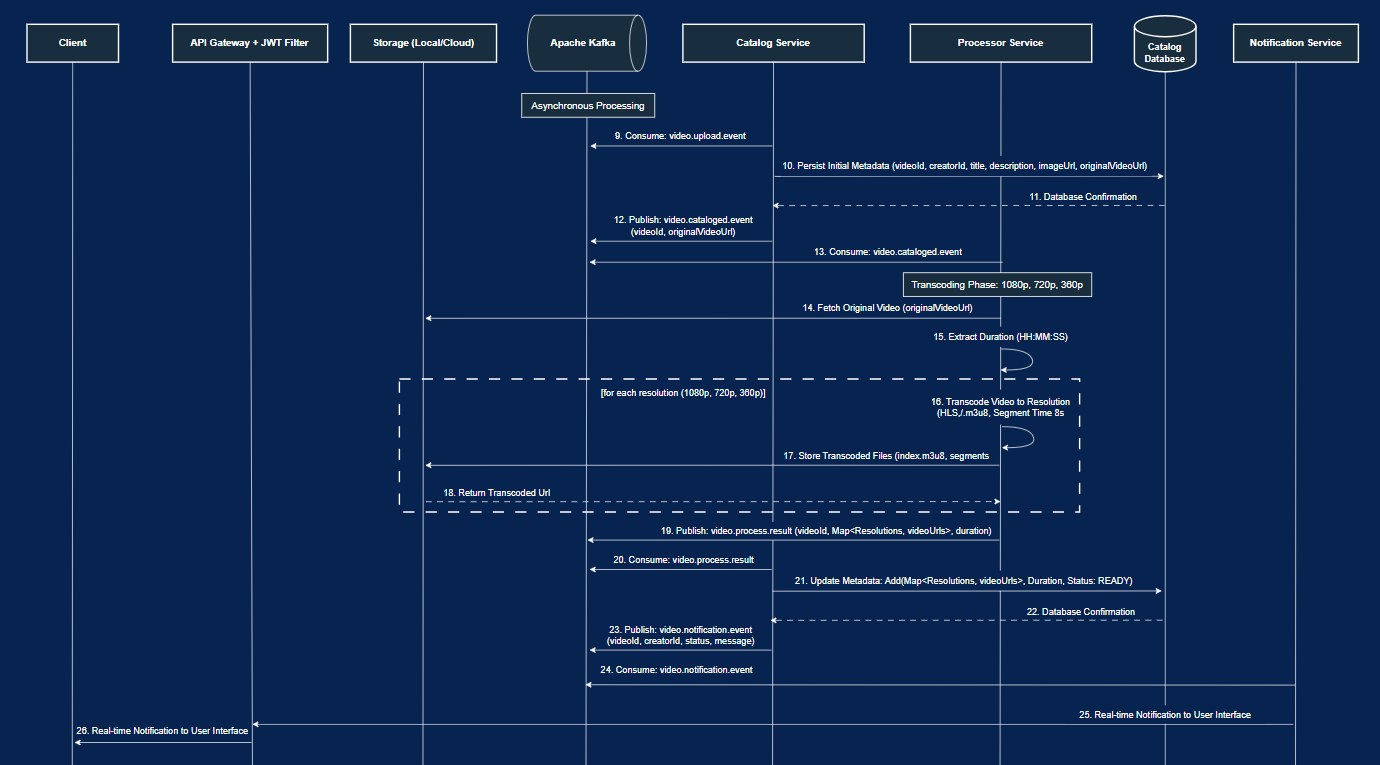 Client
API Gateway + JWT Filter
Storage (Local/Cloud)
Apache Kafka
Catalog Service
Processor Service
Catalog
Database
Notification Service
Asynchronous Processing
9. Consume: video.upload.event
10. Persist Initial Metadata (videoId, creatorId, title, description, imageUrl, originalVideoUrl)
11. Database Confirmation
12. Publish: video.cataloged.event
(videoId, originalVideoUrl)
13. Consume: video.cataloged.event
Transcoding Phase: 1080p, 720p, 360p
14. Fetch Original Video (originalVideoUrl)
15. Extract Duration (HH:MM:SS)
[for each resolution (1080p, 720p, 360p)]
16. Transcode Video to Resolution
(HLS,/.m3u8, Segment Time 8s
17. Store Transcoded Files (index.m3u8, segments
18. Return Transcoded Url
19. Publish: video.process.result (videoId, Map<Resolutions, videoUrls>, duration)
20. Consume: video.process.result
21. Update Metadata: Add(Map<Resolutions, videoUrls>, Duration, Status: READY)
22. Database Confirmation
23. Publish: video.notification.event
(videoId, creatorId, status, message)
24. Consume: video.notification.event
25. Real-time Notification to User Interface
26. Real-time Notification to User Interface